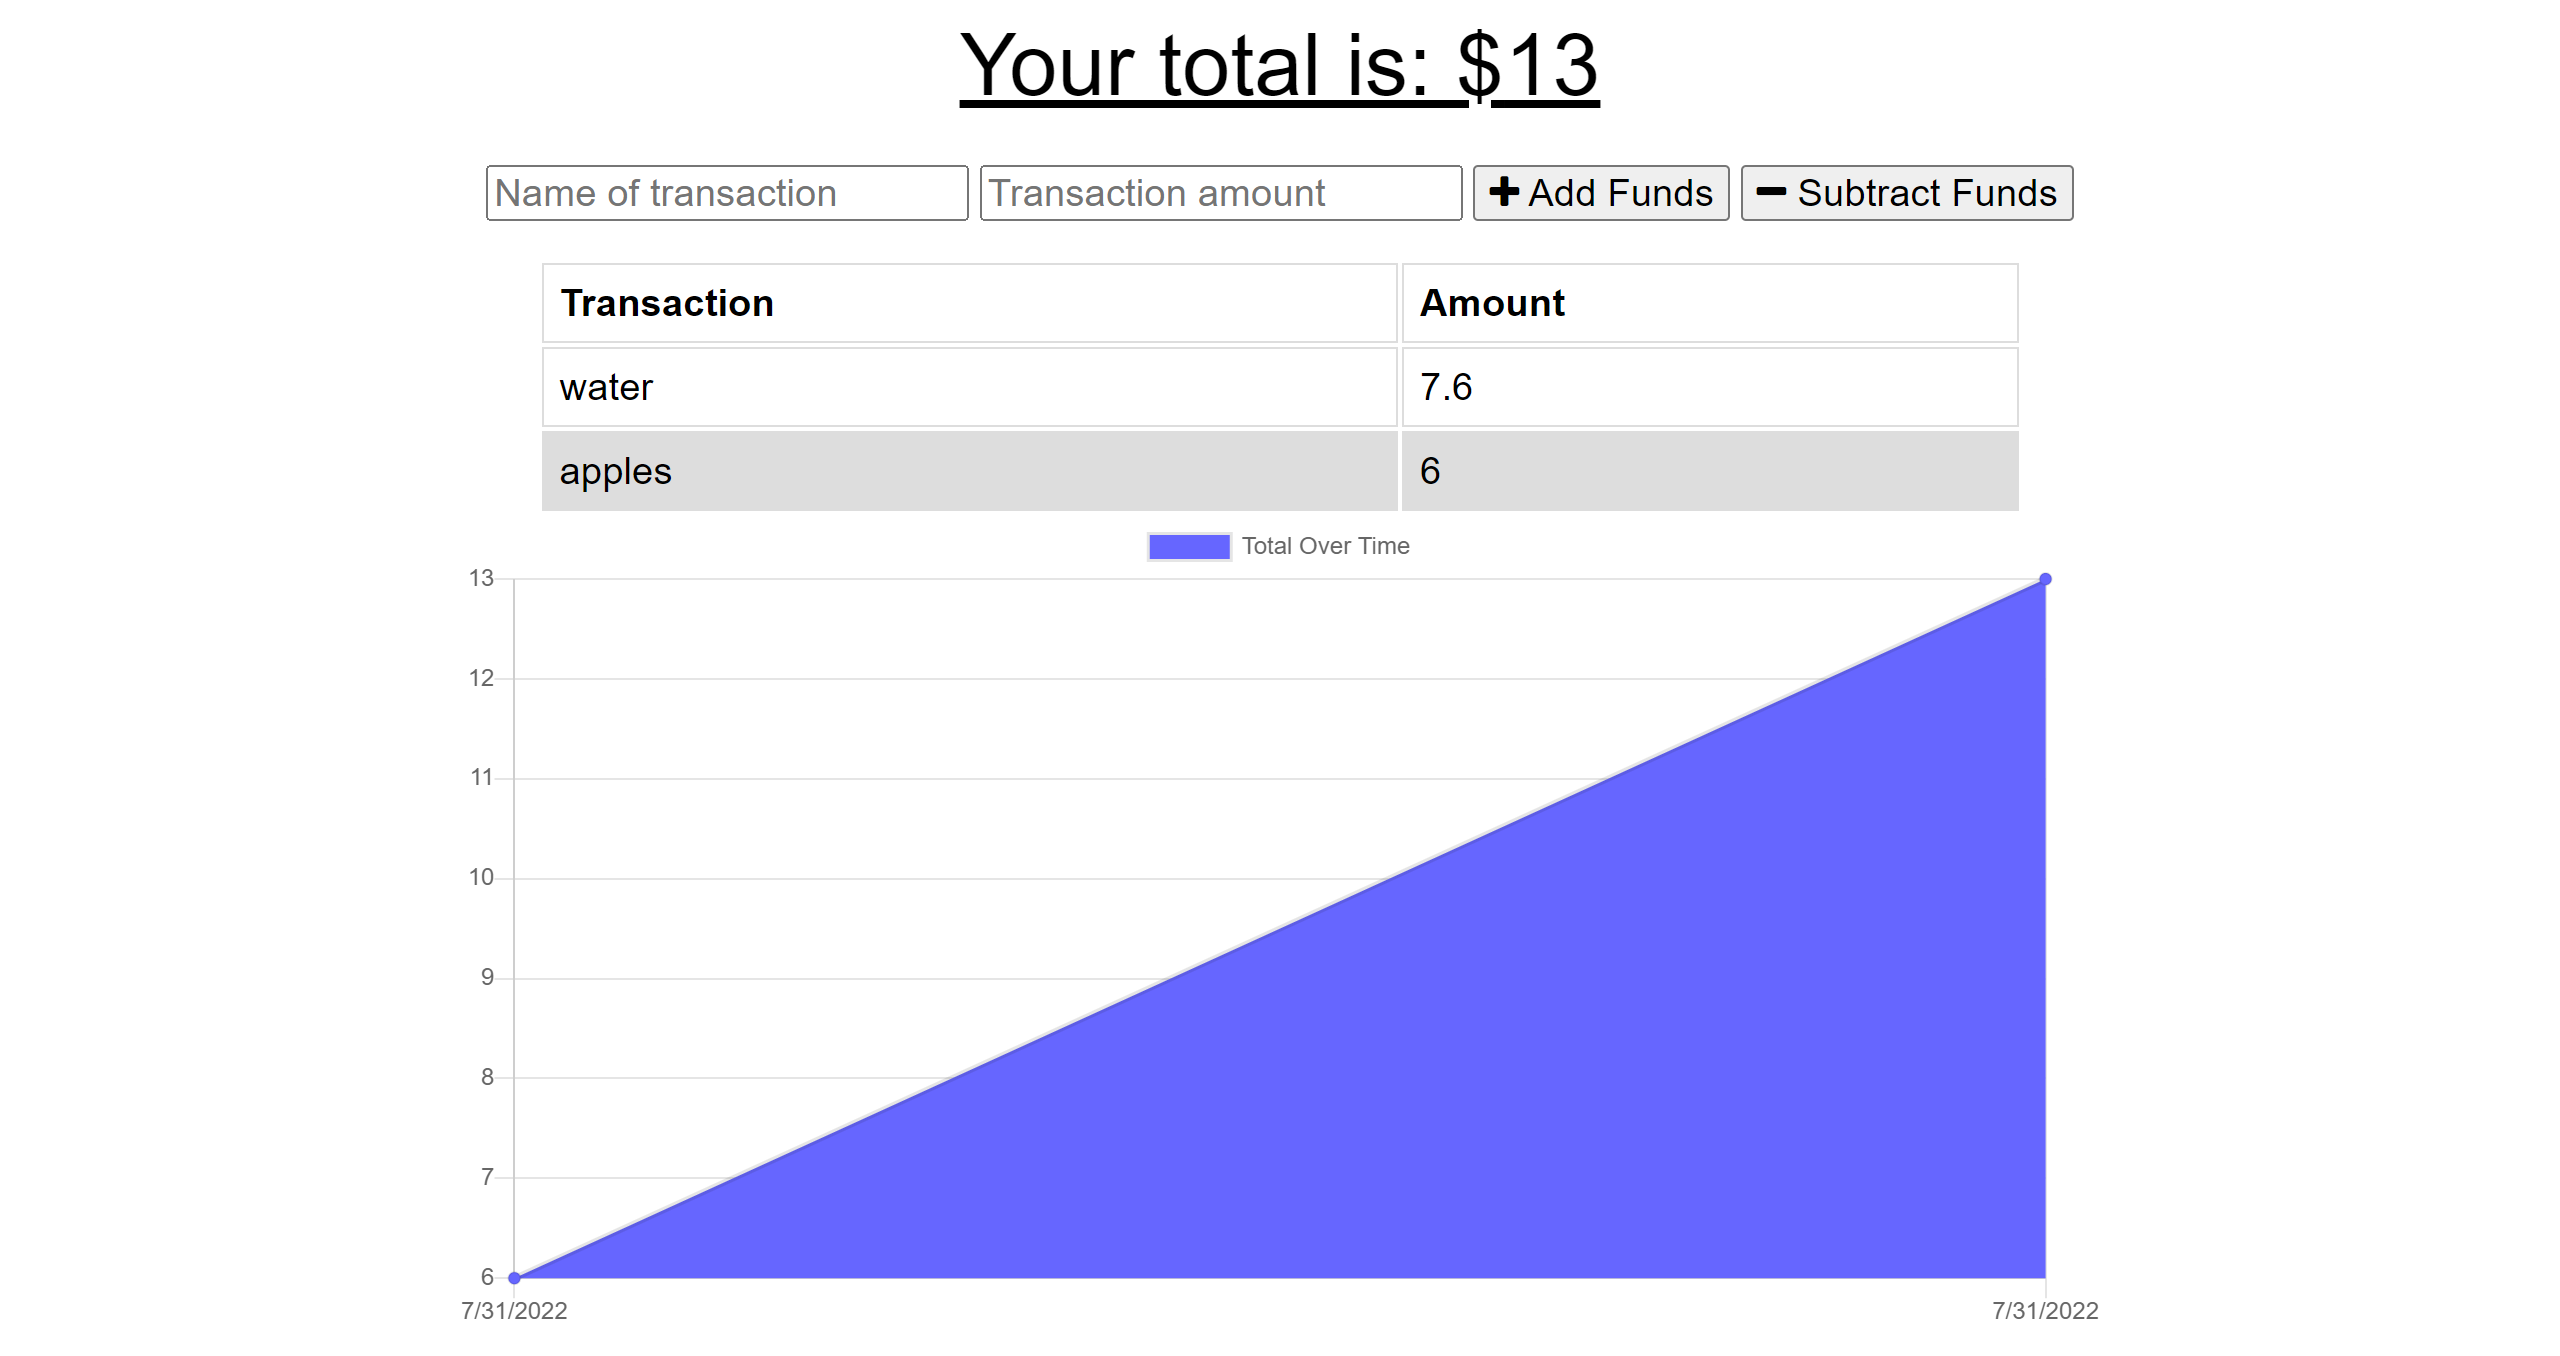 Your total is: $13
Name of transaction Transaction amount Add Funds Subtract Funds
Transaction Amount
water 7.6
apples 6
Total Over Time
13
12
11
10
9
8
7
6
7/31/2022 7/31/2022